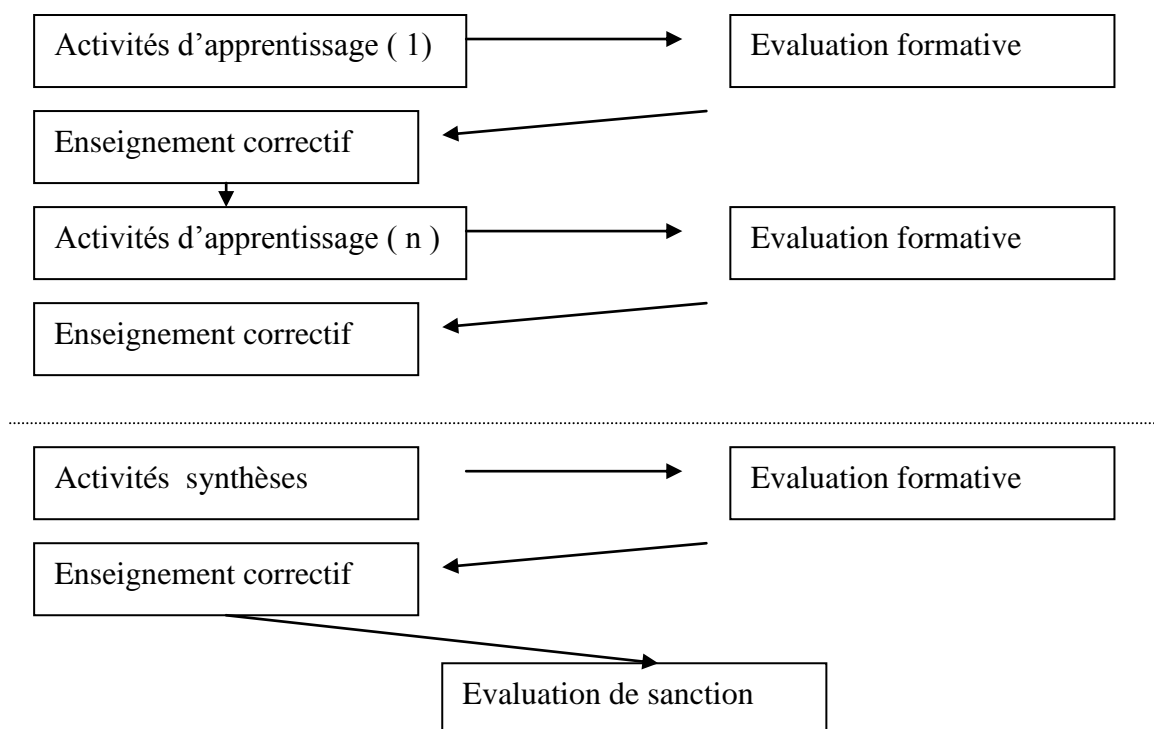 Activités d’apprentissage ( 1)
Evaluation formative
Enseignement correctif
Activités d’apprentissage ( n )
Evaluation formative
Enseignement correctif
Activités  synthèses
Evaluation formative
Enseignement correctif
Evaluation de sanction